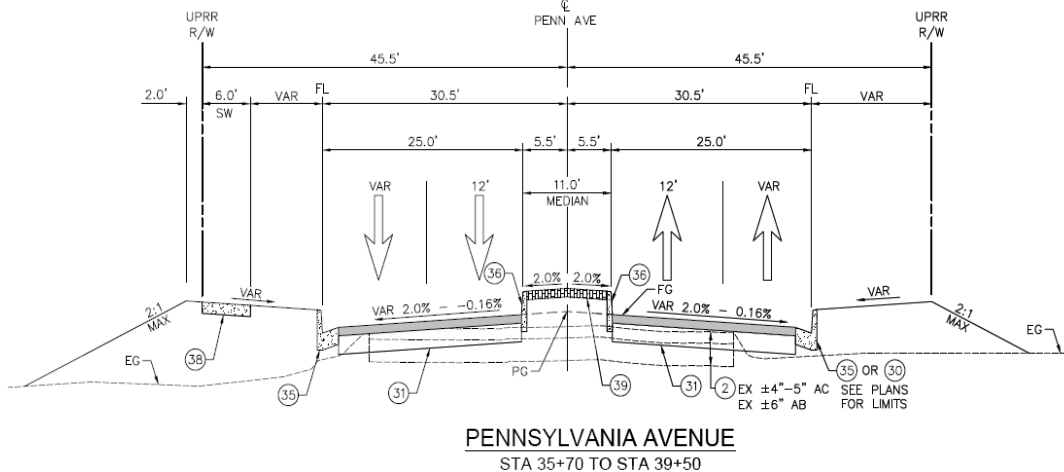 UPRR
R/W
℄
PENN AVE
UPRR
R/W
45.5'
45.5'
2.0'
6.0'
SW
VAR
FL
30.5'
30.5'
FL
VAR
25.0'
5.5'
5.5'
25.0'
VAR
12'
11.0'
MEDIAN
12'
VAR
36
2.0%
2.0%
36
FG
VAR
VAR 2.0% - -0.16%
VAR 2.0% - 0.16%
VAR
2:1
MAX
2:1
MAX
EG
EG
38
35
31
PG
39
31
2
EX ±4"-5" AC
EX ±6" AB
35 OR 30
SEE PLANS
FOR LIMITS
PENNSYLVANIA AVENUE
STA 35+70 TO STA 39+50